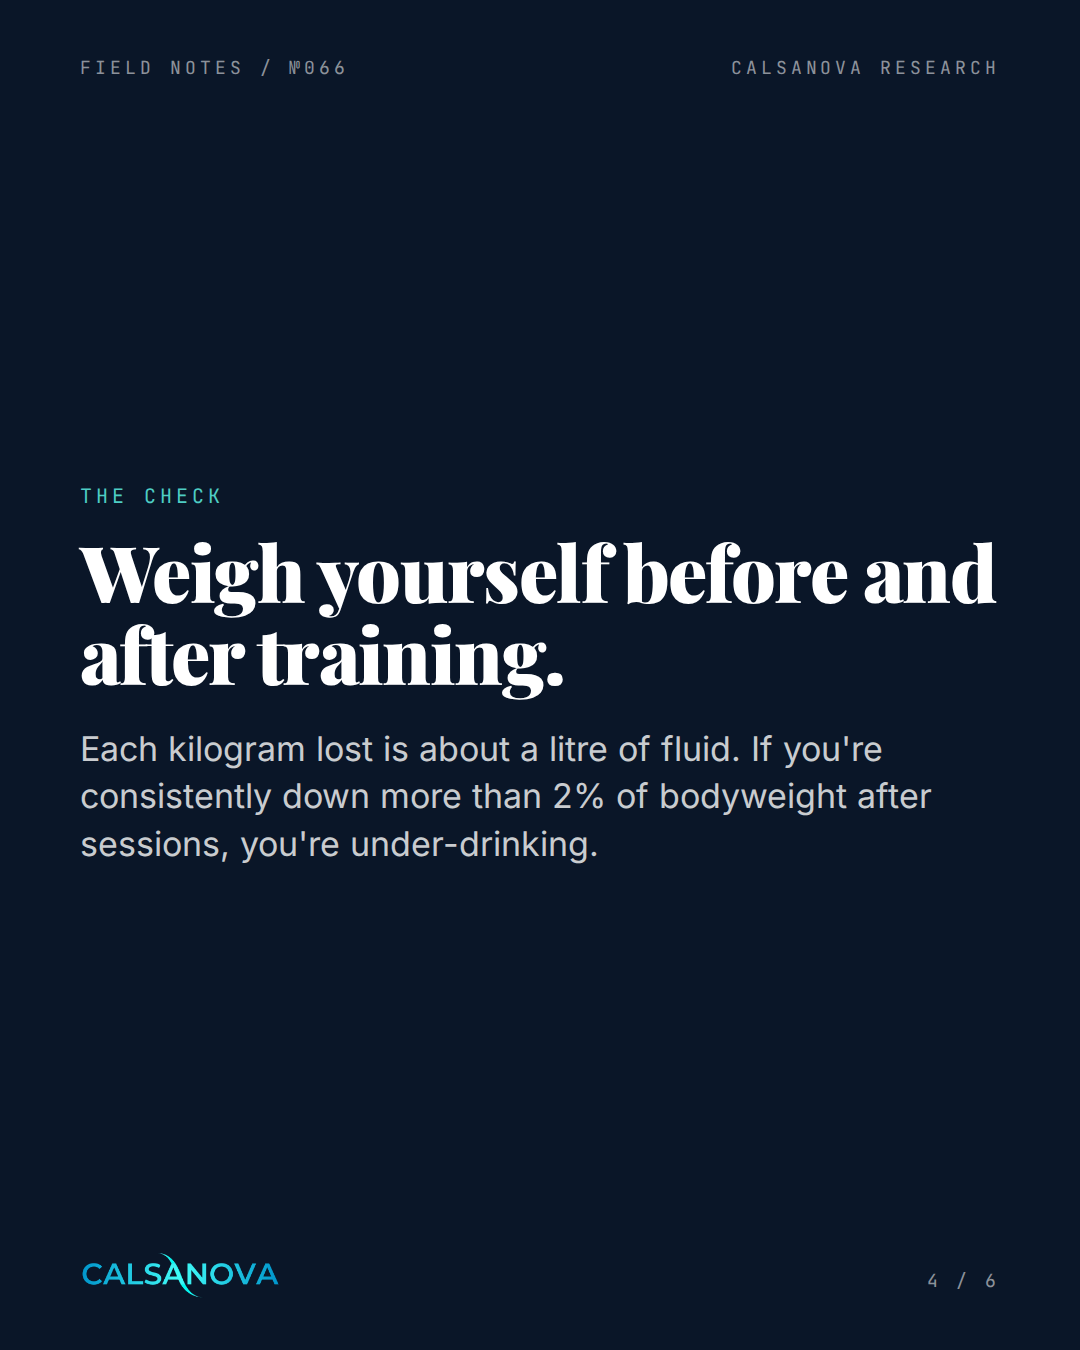 FIELD NOTES / №066
CALSANOVA RESEARCH
THE CHECK
Weigh yourself before and
after training.
Each kilogram lost is about a litre of fluid. If you're
consistently down more than 2% of bodyweight after
sessions, you're under-drinking.
CALSANOVA
4 / 6